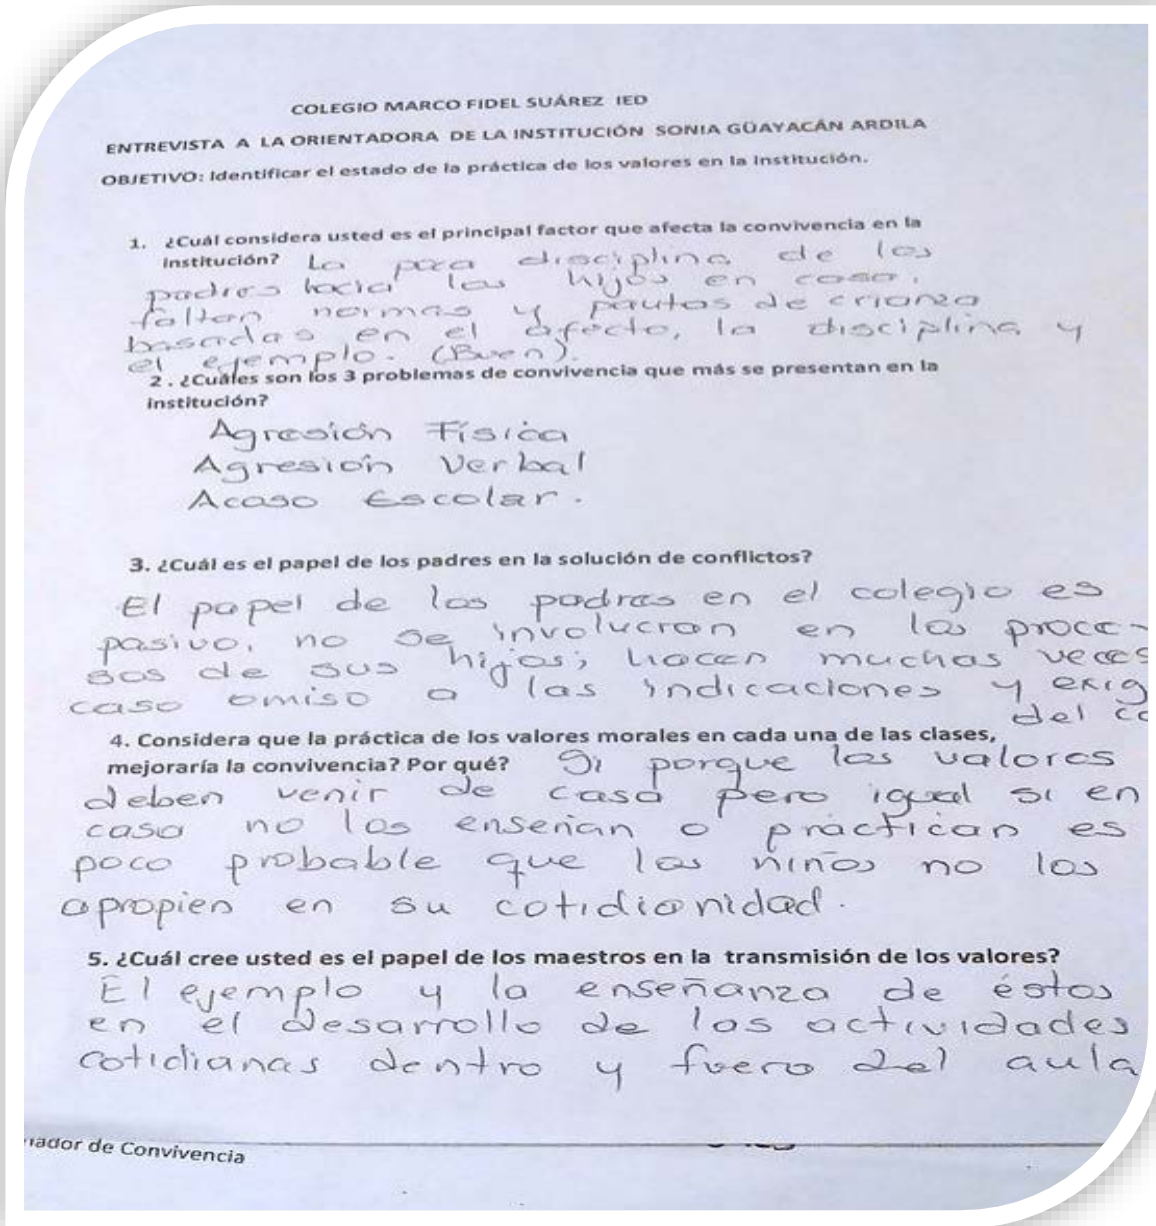 COLEGIO MARCO FIDEL SUÁREZ IED
ENTREVISTA A LA ORIENTADORA DE LA INSTITUCIÓN SONIA GÜAYACÁN ARDILA
OBJETIVO: Identificar el estado de la práctica de los valores en la Institución.
1. ¿Cuál considera usted es el principal factor que afecta la convivencia en la
institución? La poca disciplina de los
padres hacia los hijos en casa,
faltan normas y pautas de crianza
basadas en el afecto, la disciplina y
el ejemplo. (Buen).
2 . ¿Cuáles son los 3 problemas de convivencia que más se presentan en la
institución?
Agresión Física
Agresión Verbal
Acaso Escolar.
3. ¿Cuál es el papel de los padres en la solución de conflictos?
El papel de los padres en el colegio es
pasivo, no se involucran en los proce-
sos de sus hijos; hacen muchas veces
caso omiso a las indicaciones y exig
del co
4. Considera que la práctica de los valores morales en cada una de las clases,
mejoraría la convivencia? Por qué? Si porque los valores
deben venir de casa pero igual si en
casa no los enseñan o practican es
poco probable que los niños no los
apropien en su cotidianidad.
5. ¿Cuál cree usted es el papel de los maestros en la transmisión de los valores?
El ejemplo y la enseñanza de éstos
en el desarrollo de las actividades
cotidianas dentro y fuera del aula
nador de Convivencia